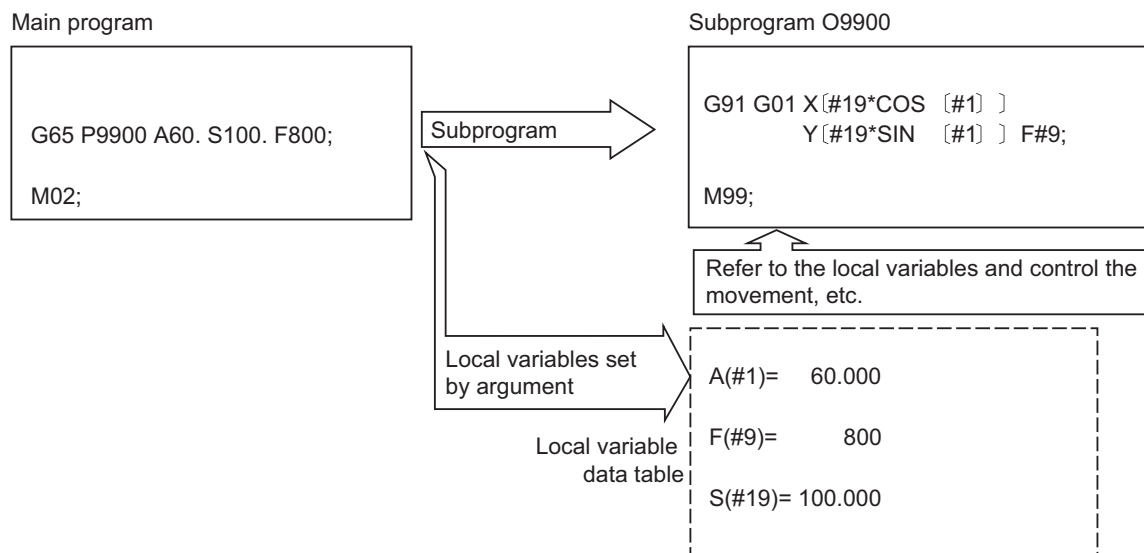 Main program
G65 P9900 A60. S100. F800;
M02;
Subprogram
Subprogram O9900
G91 G01 X〔#19*COS 〔#1〕 〕
Y〔#19*SIN 〔#1〕 〕 F#9;
M99;
Refer to the local variables and control the
movement, etc.
Local variables set
by argument
Local variable
data table
A(#1)= 60.000
F(#9)= 800
S(#19)= 100.000